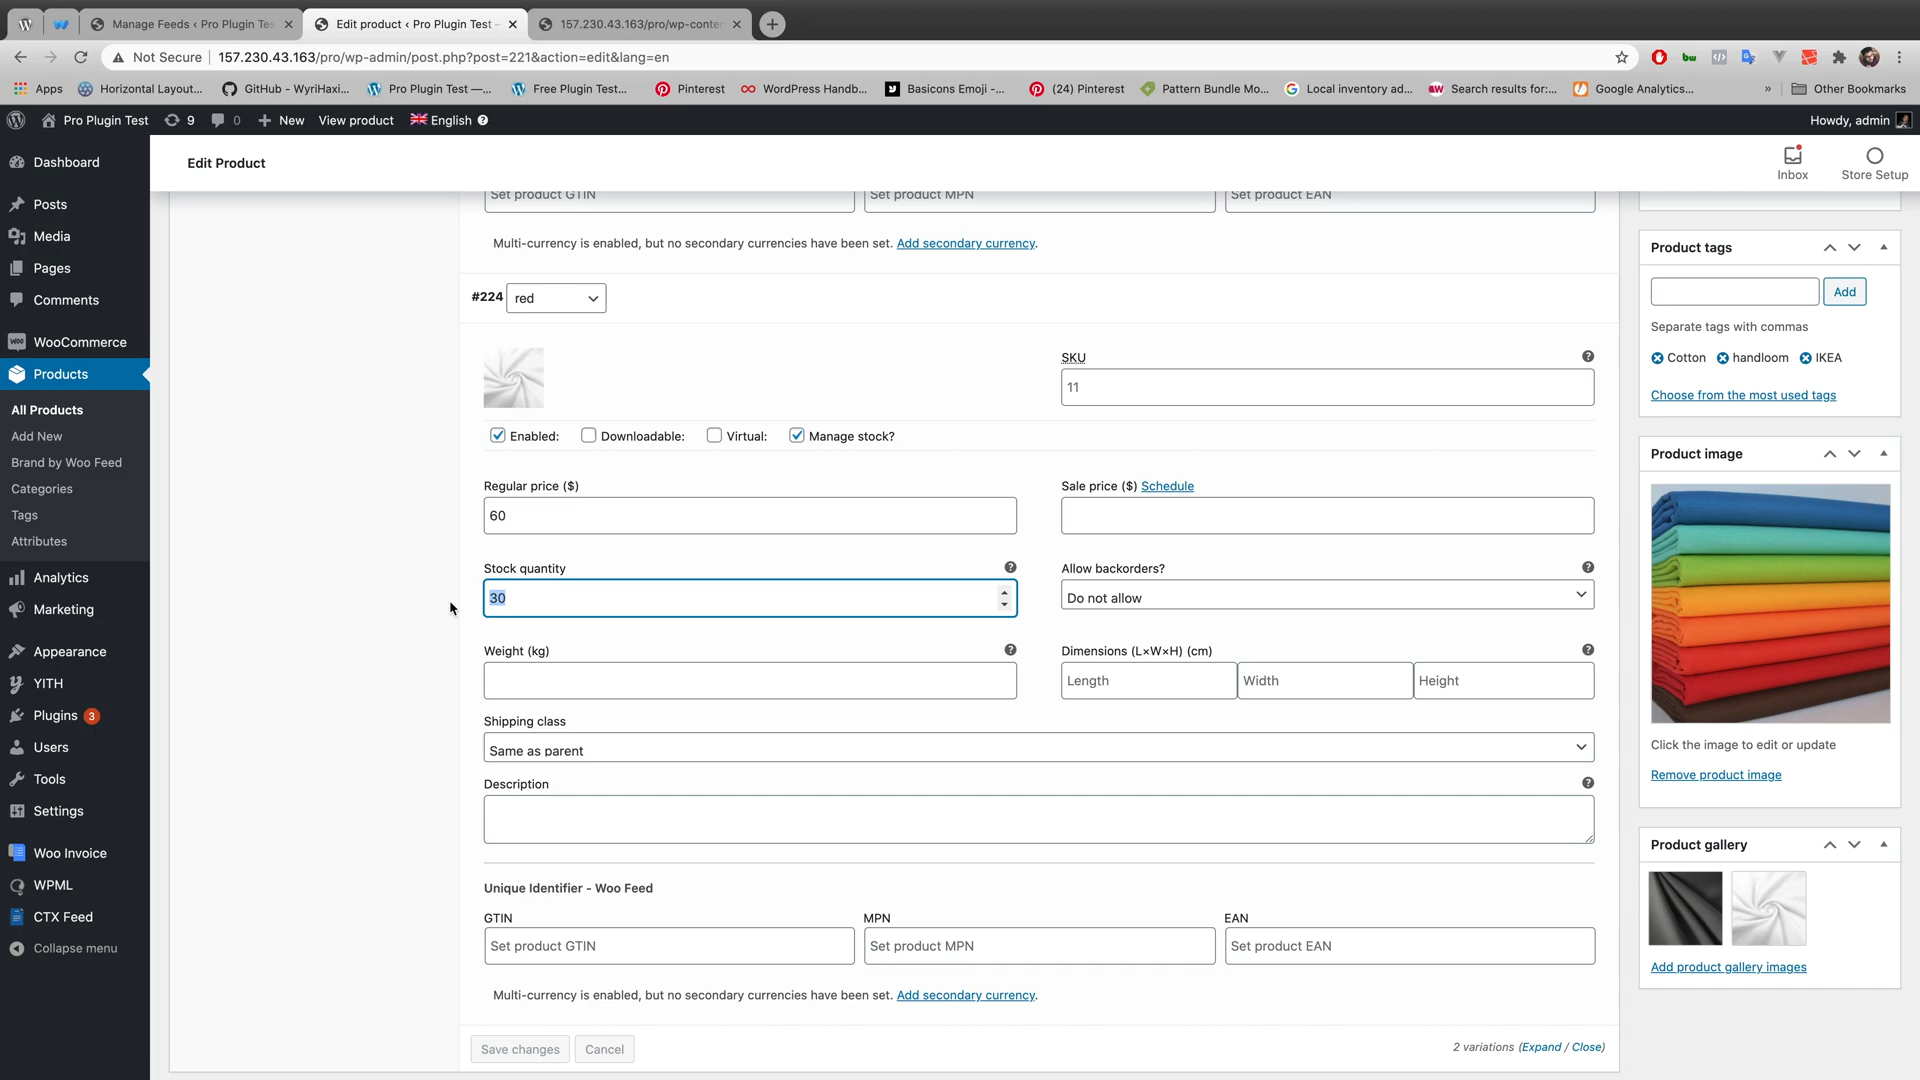 Manage Feeds ‹ Pro Plugin Tes
Edit product ‹ Pro Plugin Test –
157.230.43.163/pro/wp-conten
Not Secure
157.230.43.163/pro/wp-admin/post.php?post=221&action=edit&lang=en
Apps
Horizontal Layout...
GitHub - WyriHaxi...
Pro Plugin Test —...
Free Plugin Test...
Pinterest
WordPress Handb...
Basicons Emoji -...
(24) Pinterest
Pattern Bundle Mo...
Local inventory ad...
Search results for:...
Google Analytics...
»
Other Bookmarks
Pro Plugin Test
9
0
New
View product
English
Howdy, admin
Edit Product
Inbox
Store Setup
Dashboard
Posts
Media
Pages
Comments
WooCommerce
Products
All Products
Add New
Brand by Woo Feed
Categories
Tags
Attributes
Analytics
Marketing
Appearance
YITH
Plugins 3
Users
Tools
Settings
Woo Invoice
WPML
CTX Feed
Collapse menu
Set product GTIN
Set product MPN
Set product EAN
Multi-currency is enabled, but no secondary currencies have been set. Add secondary currency.
#224 red
SKU
11
Enabled:
Downloadable:
Virtual:
Manage stock?
Regular price ($)
60
Sale price ($) Schedule
Stock quantity
30
Allow backorders?
Do not allow
Weight (kg)
Dimensions (L×W×H) (cm)
Length
Width
Height
Shipping class
Same as parent
Description
Unique Identifier - Woo Feed
GTIN
MPN
EAN
Set product GTIN
Set product MPN
Set product EAN
Multi-currency is enabled, but no secondary currencies have been set. Add secondary currency.
Save changes
Cancel
2 variations (Expand / Close)
Product tags
Add
Separate tags with commas
Cotton
handloom
IKEA
Choose from the most used tags
Product image
Click the image to edit or update
Remove product image
Product gallery
Add product gallery images